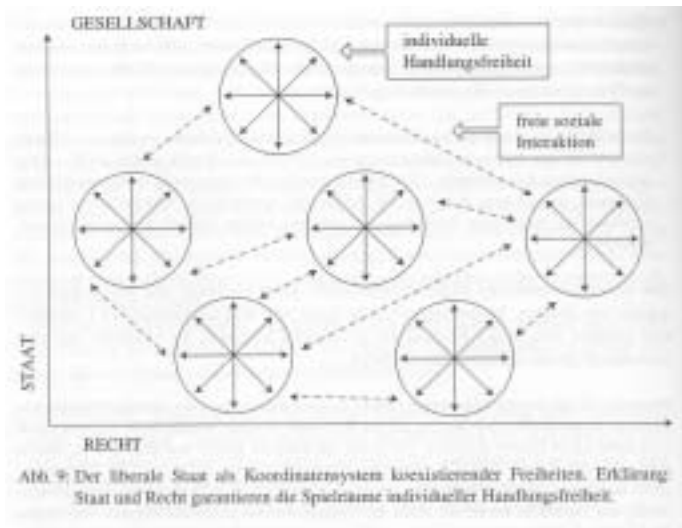 GESELLSCHAFT
individuelle
Handlungsfreiheit
freie soziale
Interaktion
STAAT
RECHT
Abb. 9: Der liberale Staat als Koordinatensystem koexistierender Freiheiten. Erklärung:
Staat und Recht garantieren die Spielräume individueller Handlungsfreiheit.